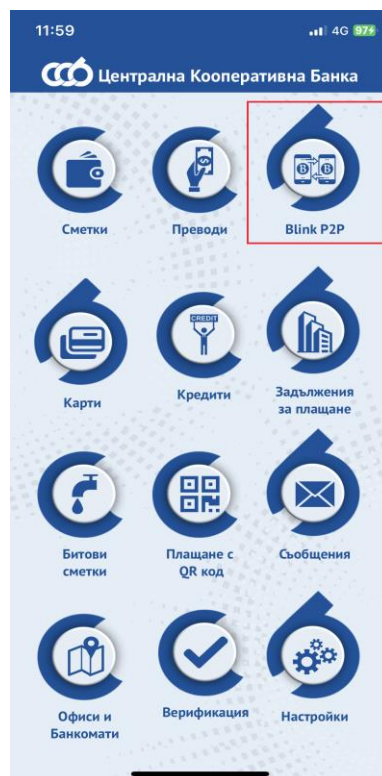 11:59
4G 97
ССб Централна Кооперативна Банка
Сметки
Преводи
Blink P2P
CREDIT
Карти
Кредити
Задължения
за плащане
Битови
сметки
Плащане с
QR код
Съобщения
Офиси и
Банкомати
Верификация
Настройки